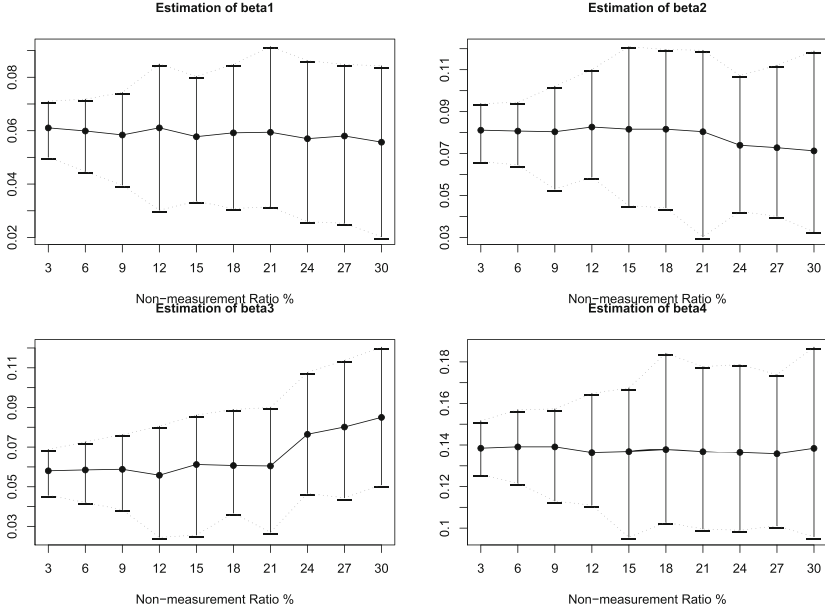 Estimation of beta1
0.08
0.06
0.04
0.02
3 6 9 12 15 18 21 24 27 30
Non−measurement Ratio %
Estimation of beta2
0.11
0.09
0.07
0.05
0.03
3 6 9 12 15 18 21 24 27 30
Non−measurement Ratio %
Estimation of beta3
0.11
0.09
0.07
0.05
0.03
3 6 9 12 15 18 21 24 27 30
Non−measurement Ratio %
Estimation of beta4
0.18
0.16
0.14
0.12
0.1
3 6 9 12 15 18 21 24 27 30
Non−measurement Ratio %